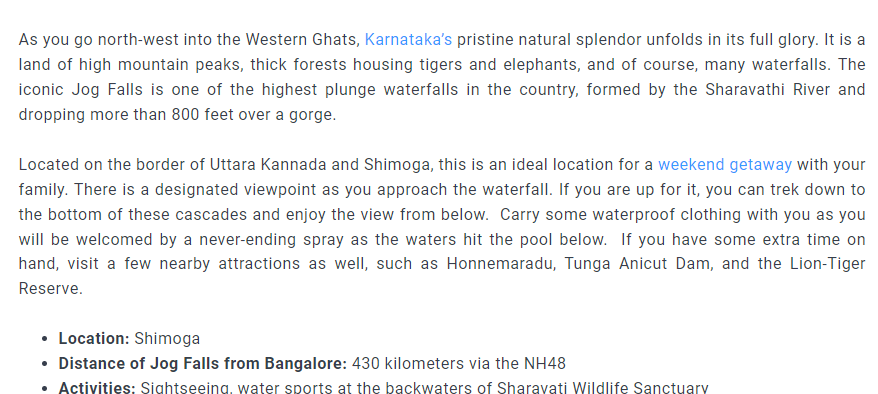 As you go north-west into the Western Ghats, Karnataka's pristine natural splendor unfolds in its full glory. It is a
land of high mountain peaks, thick forests housing tigers and elephants, and of course, many waterfalls. The
iconic Jog Falls is one of the highest plunge waterfalls in the country, formed by the Sharavathi River and
dropping more than 800 feet over a gorge.
Located on the border of Uttara Kannada and Shimoga, this is an ideal location for a weekend getaway with your
family. There is a designated viewpoint as you approach the waterfall. If you are up for it, you can trek down to
the bottom of these cascades and enjoy the view from below. Carry some waterproof clothing with you as you
will be welcomed by a never-ending spray as the waters hit the pool below. If you have some extra time on
hand, visit a few nearby attractions as well, such as Honnemaradu, Tunga Anicut Dam, and the Lion-Tiger
Reserve.
• Location: Shimoga
• Distance of Jog Falls from Bangalore: 430 kilometers via the NH48
• Activities: Sightseeing, water sports at the backwaters of Sharavati Wildlife Sanctuary